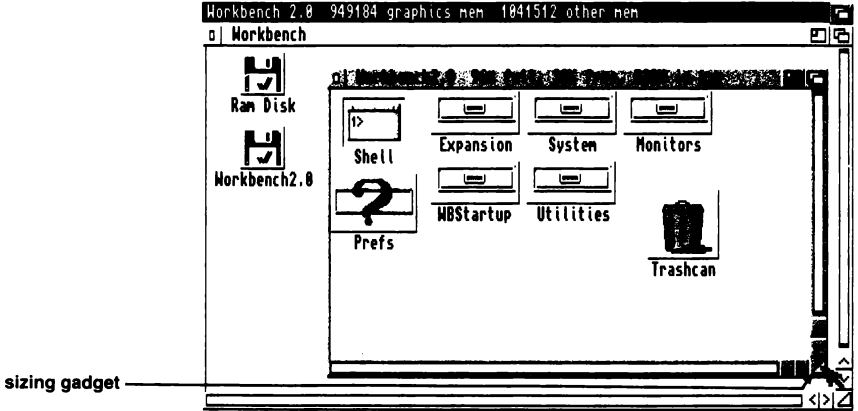 Workbench 2.0 949184 graphics mem 1041512 other mem
Workbench
Ram Disk
Workbench2.0
1>
Shell
Expansion
System
Monitors
Prefs
WBStartup
Utilities
Trashcan
sizing gadget